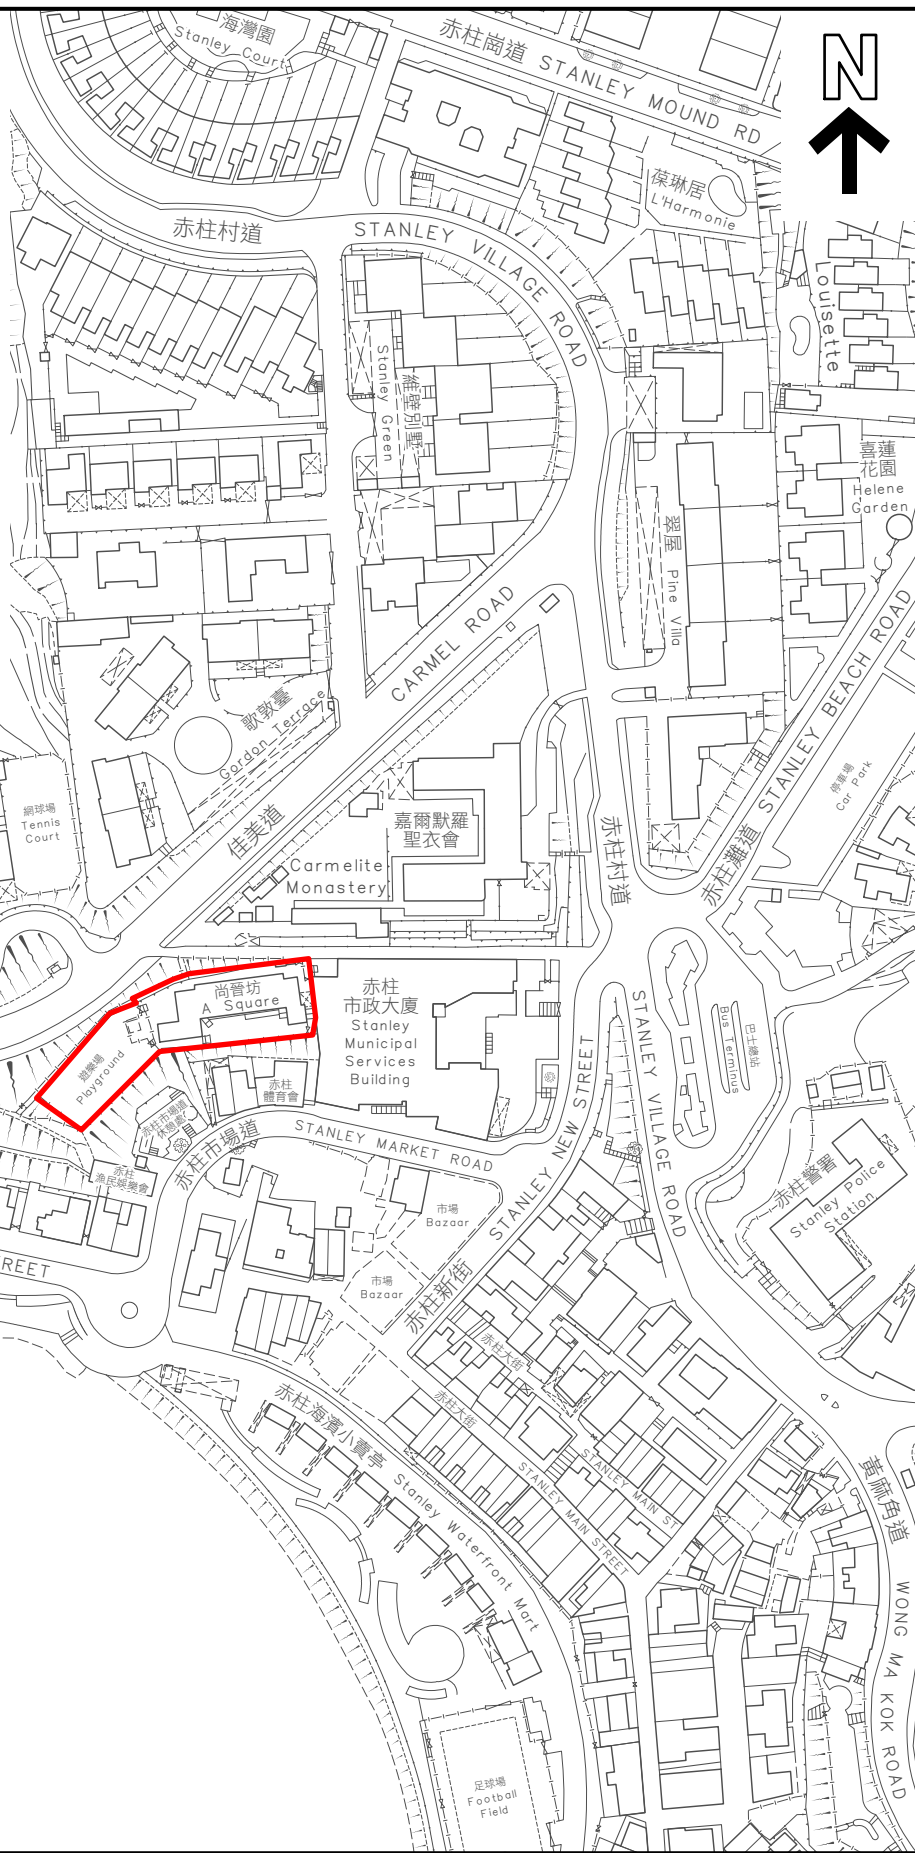 海灣園
Stanley Court
赤柱崗道 STANLEY MOUND RD
N
葆琳居
L'Harmonie
赤柱村道
STANLEY VILLAGE ROAD
Louisette
Stanley Green
維壁別墅
喜蓮
花園
Helene
Garden
翠屋 Pine Villa
CARMEL ROAD
歌敦臺
Gordon Terrace
佳美道
網球場
Tennis
Court
嘉爾默羅
聖衣會
Carmelite
Monastery
赤柱村道
赤柱灘道 STANLEY BEACH ROAD
停車場
Car Park
尚晉坊
A Square
遊樂場
Playground
赤柱
市政大廈
Stanley
Municipal
Services
Building
巴士總站
Bus Terminus
赤柱
體育會
赤柱市場道
休憩處
赤柱
漁民娛樂會
赤柱市場道
STANLEY MARKET ROAD
STANLEY NEW STREET
赤柱新街
STANLEY VILLAGE ROAD
赤柱警署
Stanley Police
Station
市場
Bazaar
市場
Bazaar
REET
赤柱大街
赤柱大街
STANLEY MAIN ST
STANLEY MAIN STREET
赤柱海濱小賣亭
Stanley Waterfront Mart
黃麻角道
WONG MA KOK ROAD
足球場
Football
Field